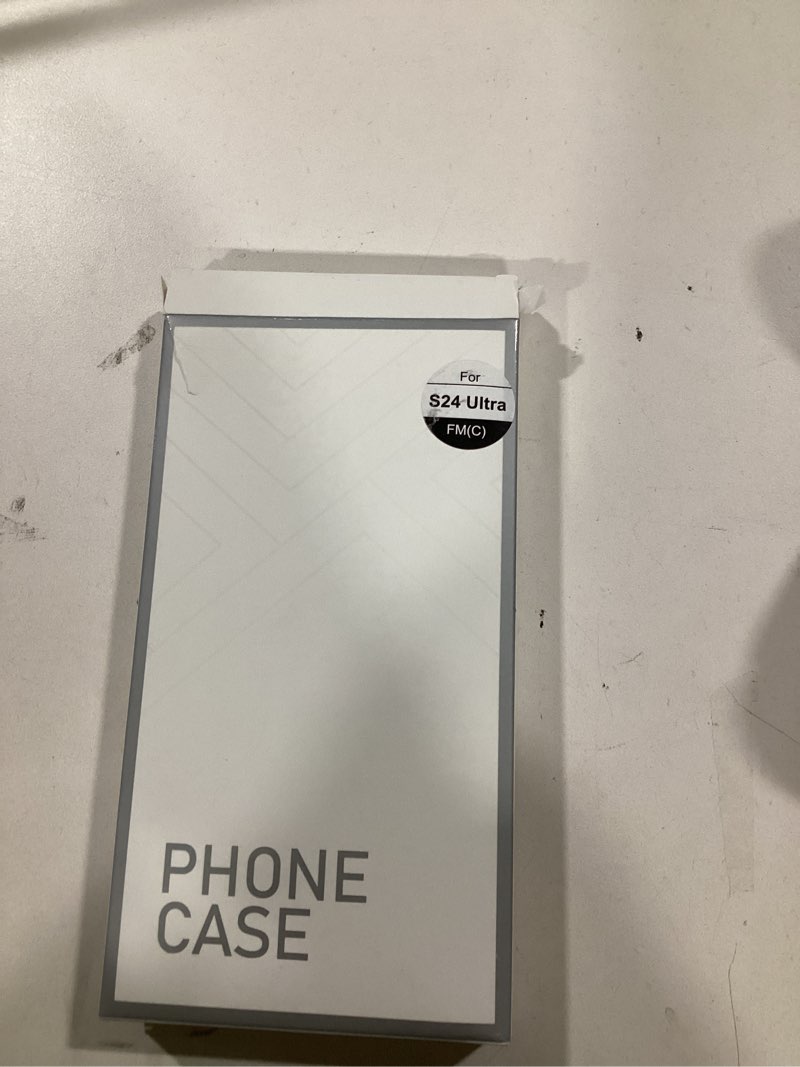 For
S24 Ultra
FM(C)
PHONE
CASE